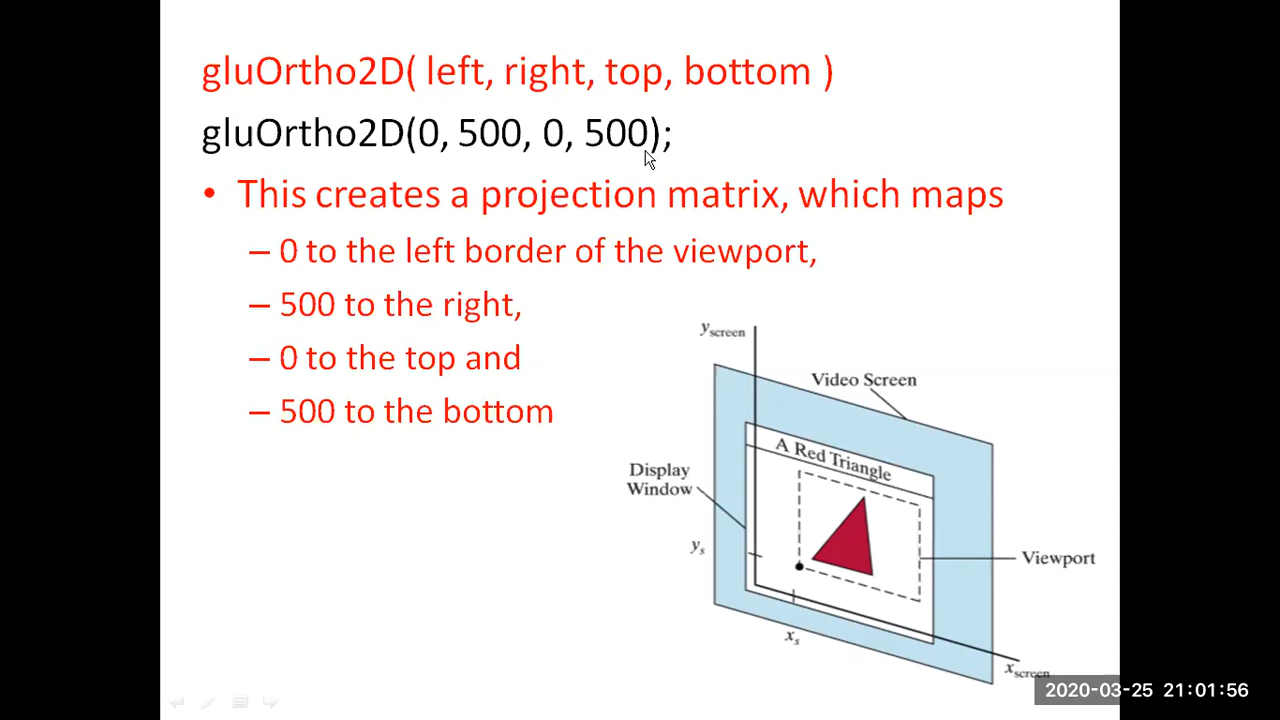 gluOrtho2D( left, right, top, bottom )
gluOrtho2D(0, 500, 0, 500);
• This creates a projection matrix, which maps
– 0 to the left border of the viewport,
– 500 to the right,
– 0 to the top and
– 500 to the bottom
yscreen
Video Screen
A Red Triangle
Display
Window
ys
Viewport
xs
xscreen
2020-03-25 21:01:56